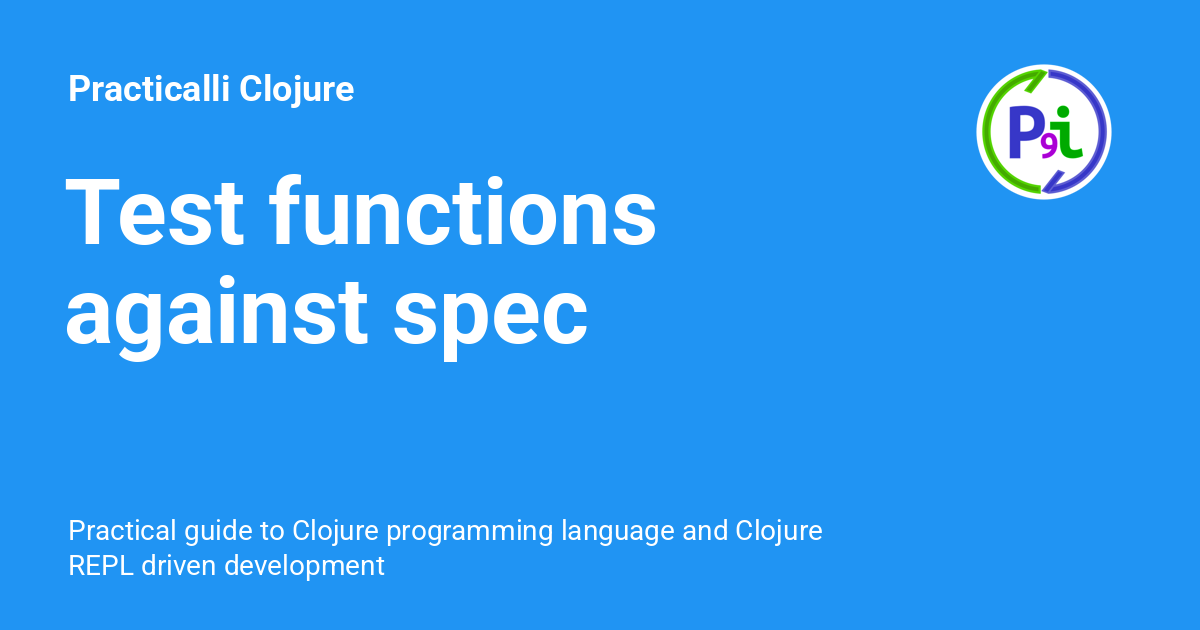 Practicalli Clojure
P9i
Test functions
against spec
Practical guide to Clojure programming language and Clojure
REPL driven development